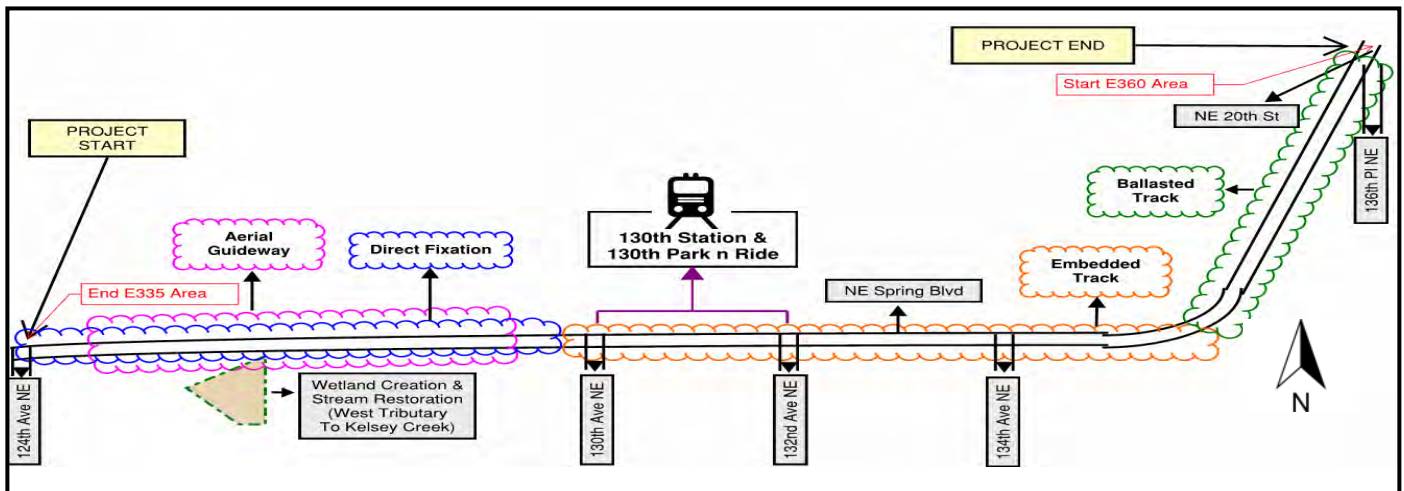 PROJECT END
Start E360 Area
NE 20th St
136th Pl NE
PROJECT
START
Ballasted
Track
Aerial
Guideway
Direct Fixation
130th Station &
130th Park n Ride
Embedded
Track
End E335 Area
NE Spring Blvd
Wetland Creation &
Stream Restoration
(West Tributary
To Kelsey Creek)
124th Ave NE
130th Ave NE
132nd Ave NE
134th Ave NE
N